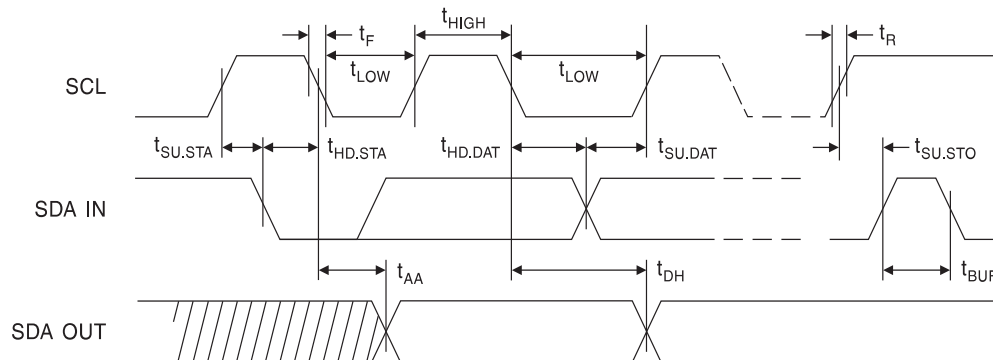 tHIGH
tF
tR
tLOW
tLOW
SCL
tSU.STA
tHD.STA
tHD.DAT
tSU.DAT
tSU.STO
SDA IN
tAA
tDH
tBUF
SDA OUT